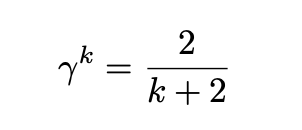 γ^k = 2/(k + 2)